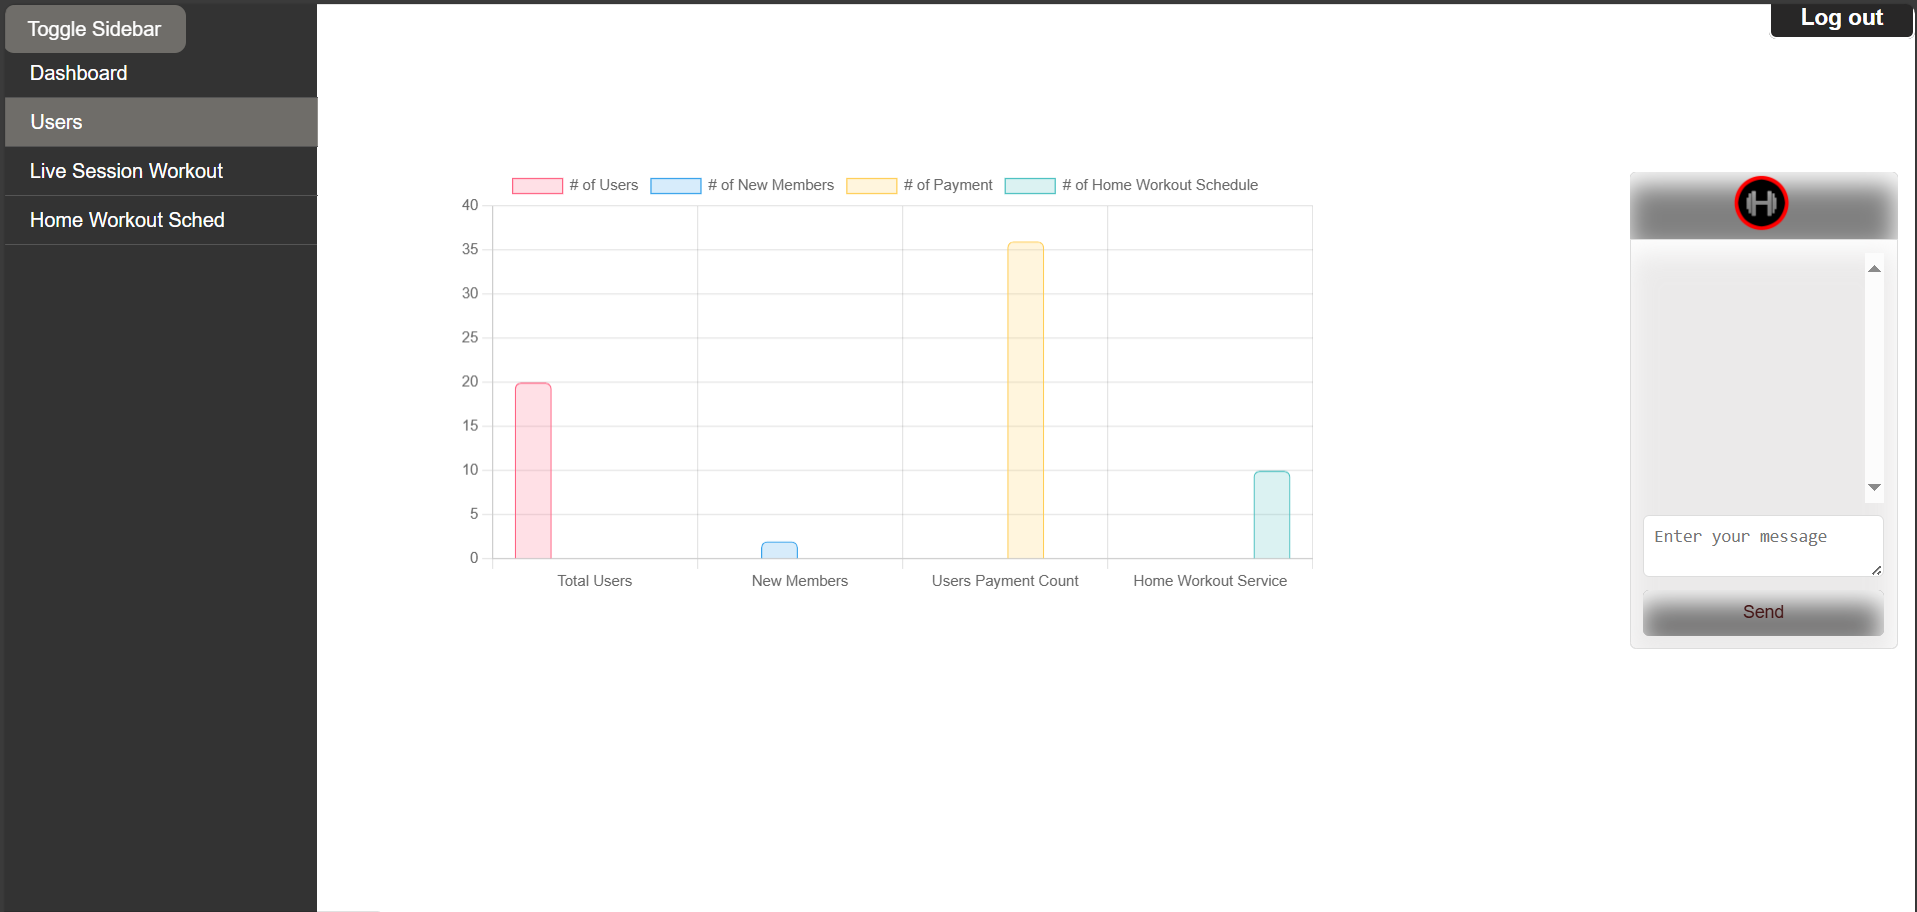 Toggle Sidebar
Log out
Dashboard
Users
Live Session Workout
Home Workout Sched
# of Users # of New Members # of Payment # of Home Workout Schedule
40
35
30
25
20
15
10
5
0
Total Users New Members Users Payment Count Home Workout Service
H
Enter your message
Send